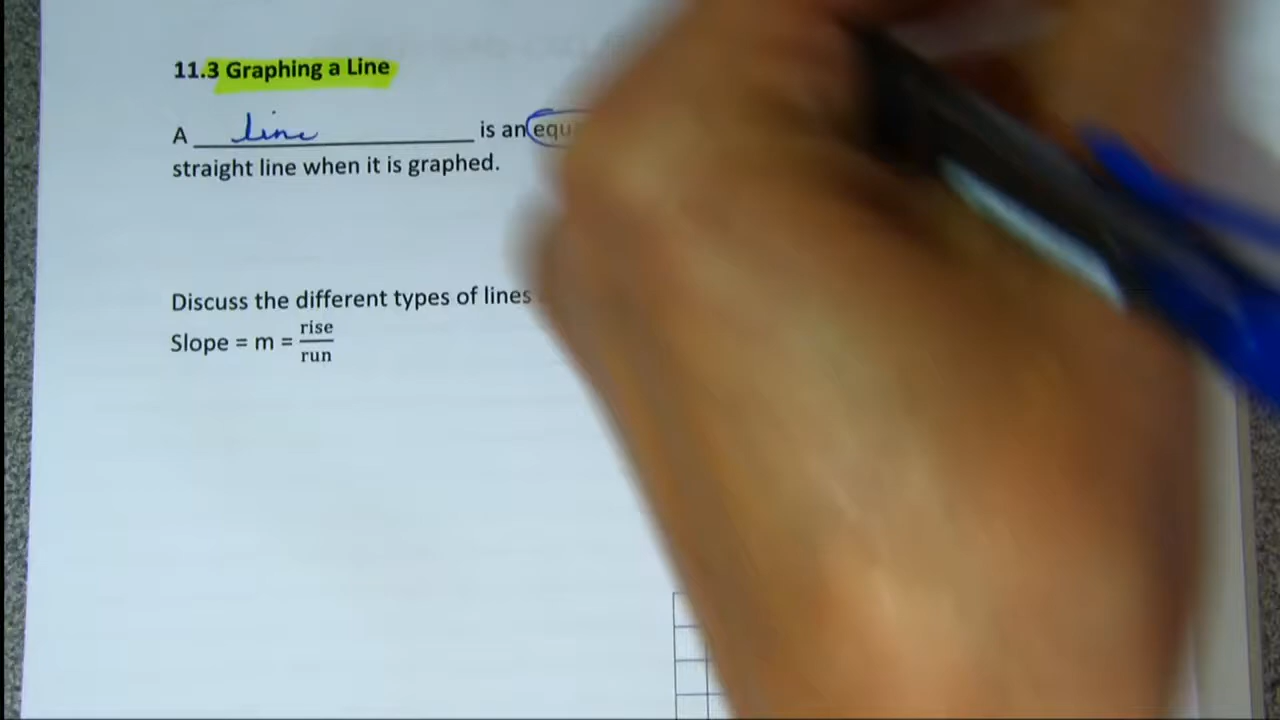 11.3 Graphing a Line
A line is an
straight line when it is graphed.
Discuss the different types of lines
Slope = m = rise
run